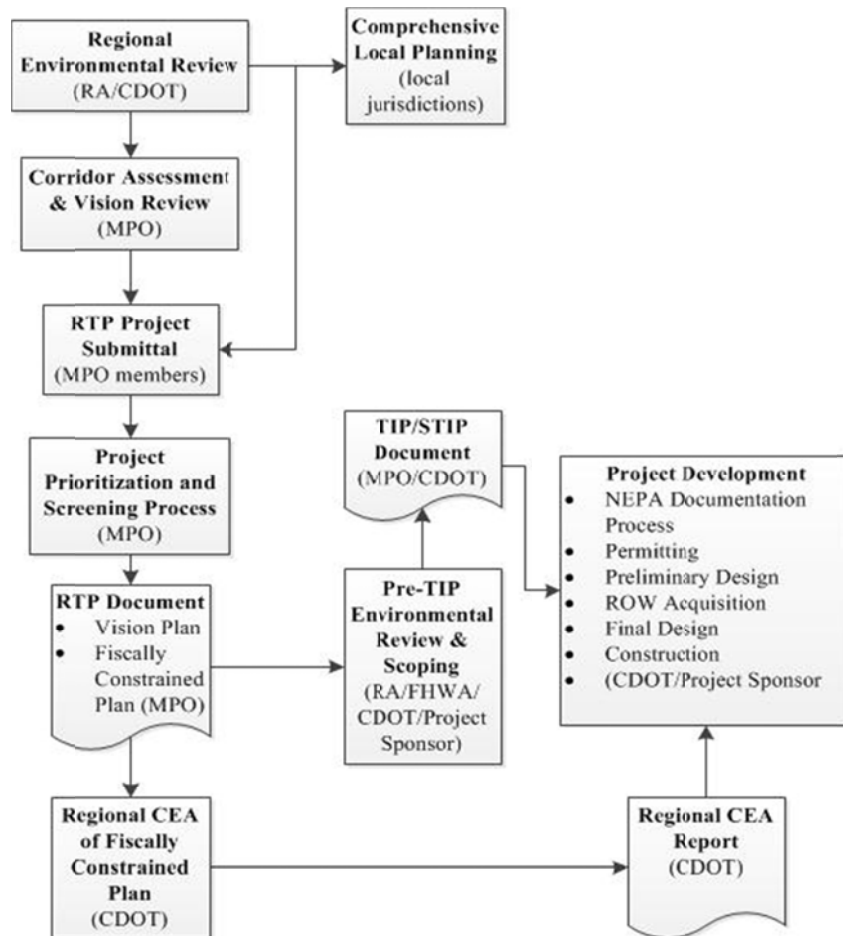 Regional
Environmental Review
(RA/CDOT)
Comprehensive
Local Planning
(local
jurisdictions)
Corridor Assessment
& Vision Review
(MPO)
RTP Project
Submittal
(MPO members)
Project
Prioritization and
Screening Process
(MPO)
RTP Document
• Vision Plan
• Fiscally
Constrained
Plan (MPO)
TIP/STIP
Document
(MPO/CDOT)
Pre-TIP
Environmental
Review &
Scoping
(RA/FHWA/
CDOT/Project
Sponsor)
Project Development
• NEPA Documentation
Process
• Permitting
• Preliminary Design
• ROW Acquisition
• Final Design
• Construction
• (CDOT/Project Sponsor
Regional CEA
of Fiscally
Constrained
Plan
(CDOT)
Regional CEA
Report
(CDOT)